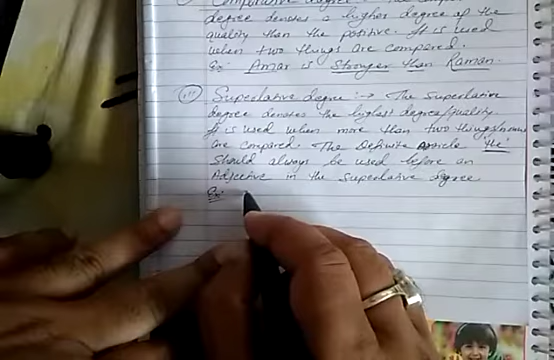 Comparative degree
degree denotes a higher degree of the
quality than the positive. It is used
when two things are compared.
Ex:- Amar is Stronger than Raman.
(iii) Superlative degree :→ The Superlative
degree denotes the highest degree/quality.
It is used when more than two things/
are compared. The Definite article 'the'
should always be used before an
Adjective in the superlative degree
Ex:-